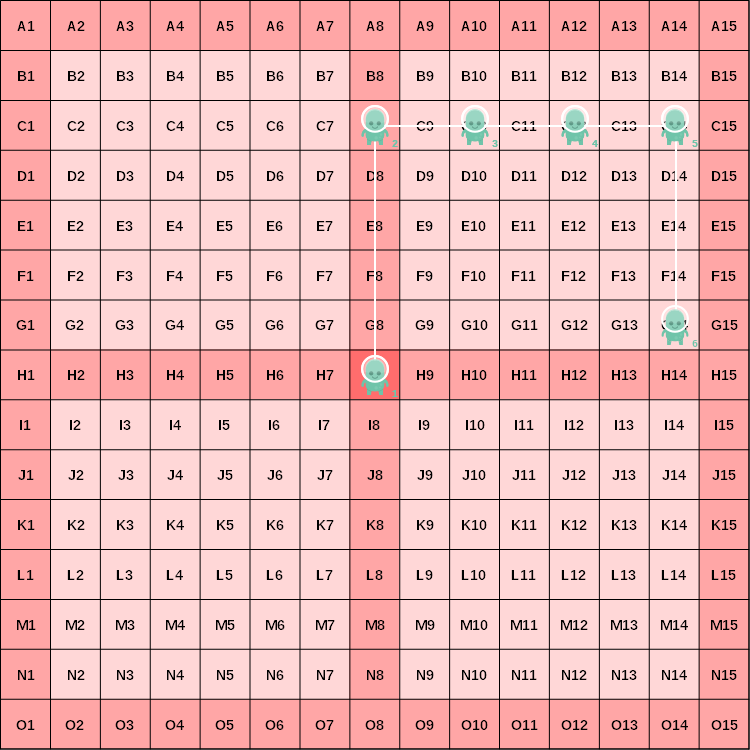 A1 A2 A3 A4 A5 A6 A7 A8 A9 A10 A11 A12 A13 A14 A15
B1 B2 B3 B4 B5 B6 B7 B8 B9 B10 B11 B12 B13 B14 B15
C1 C2 C3 C4 C5 C6 C7 2 C9 3 C11 4 C13 5 C15
D1 D2 D3 D4 D5 D6 D7 D8 D9 D10 D11 D12 D13 D14 D15
E1 E2 E3 E4 E5 E6 E7 E8 E9 E10 E11 E12 E13 E14 E15
F1 F2 F3 F4 F5 F6 F7 F8 F9 F10 F11 F12 F13 F14 F15
G1 G2 G3 G4 G5 G6 G7 G8 G9 G10 G11 G12 G13 6 G15
H1 H2 H3 H4 H5 H6 H7 1 H9 H10 H11 H12 H13 H14 H15
I1 I2 I3 I4 I5 I6 I7 I8 I9 I10 I11 I12 I13 I14 I15
J1 J2 J3 J4 J5 J6 J7 J8 J9 J10 J11 J12 J13 J14 J15
K1 K2 K3 K4 K5 K6 K7 K8 K9 K10 K11 K12 K13 K14 K15
L1 L2 L3 L4 L5 L6 L7 L8 L9 L10 L11 L12 L13 L14 L15
M1 M2 M3 M4 M5 M6 M7 M8 M9 M10 M11 M12 M13 M14 M15
N1 N2 N3 N4 N5 N6 N7 N8 N9 N10 N11 N12 N13 N14 N15
O1 O2 O3 O4 O5 O6 O7 O8 O9 O10 O11 O12 O13 O14 O15